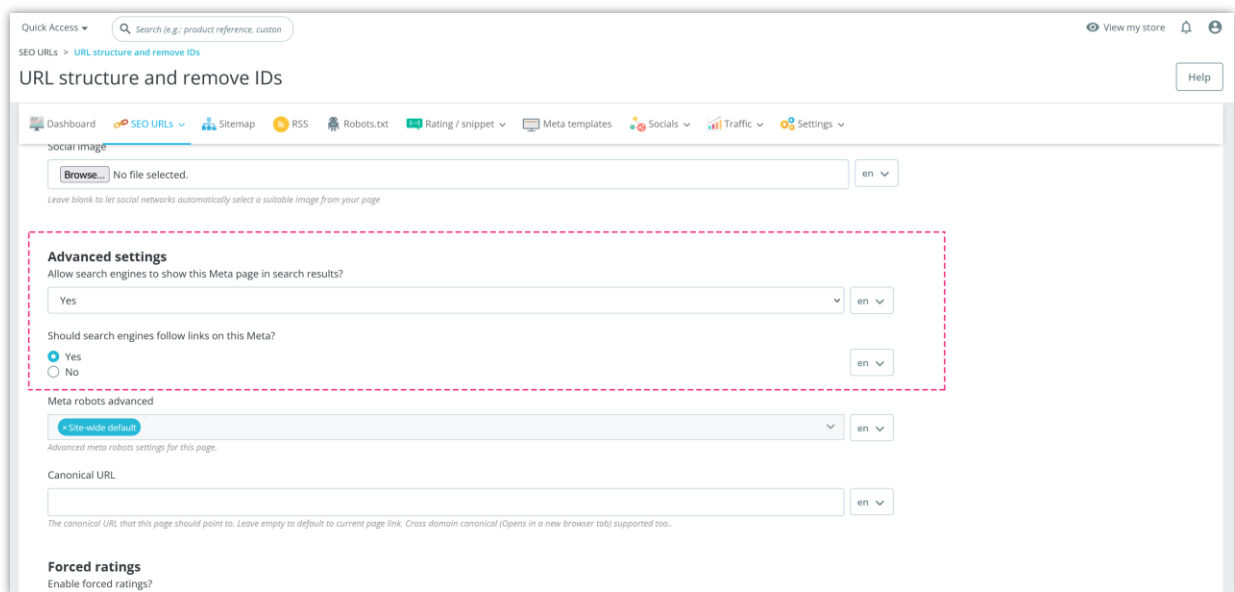 Quick Access
Search (e.g.: product reference, custon
View my store
SEO URLs > URL structure and remove IDs
URL structure and remove IDs
Help
Dashboard SEO URLs Sitemap RSS Robots.txt Rating / snippet Meta templates Socials Traffic Settings
Social image
Browse... No file selected.
en
Leave blank to let social networks automatically select a suitable image from your page
Advanced settings
Allow search engines to show this Meta page in search results?
Yes
en
Should search engines follow links on this Meta?
Yes
No
en
Meta robots advanced
× Site-wide default
en
Advanced meta robots settings for this page.
Canonical URL
en
The canonical URL that this page should point to. Leave empty to default to current page link. Cross domain canonical (Opens in a new browser tab) supported too..
Forced ratings
Enable forced ratings?